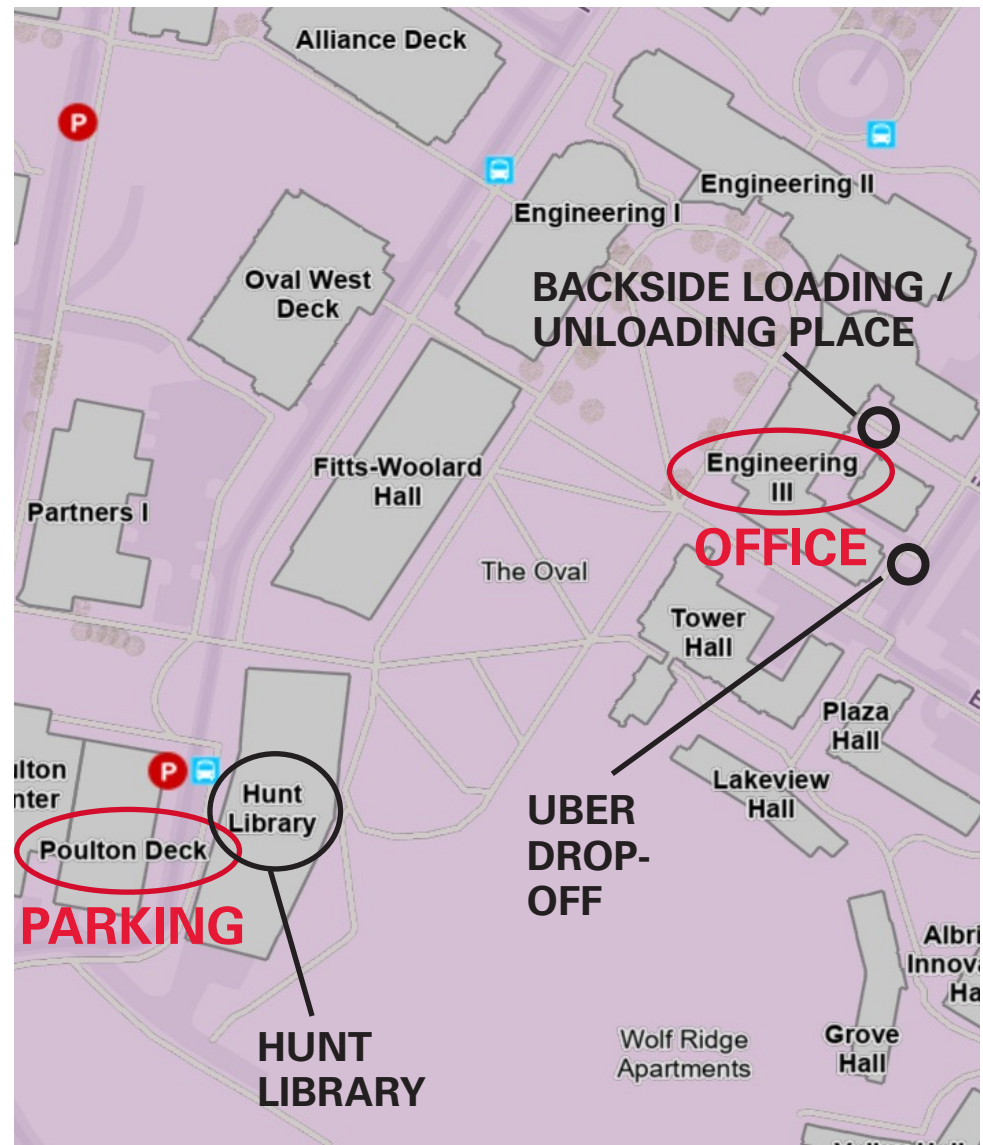 Alliance Deck
P
Engineering II
Engineering I
BACKSIDE LOADING /
UNLOADING PLACE
Oval West
Deck
Engineering
III
OFFICE
Fitts-Woolard
Hall
Partners I
The Oval
Tower
Hall
Plaza
Hall
P
Hunt
Library
Lakeview
Hall
UBER
DROP-
OFF
Poulton Deck
PARKING
HUNT
LIBRARY
Wolf Ridge
Apartments
Grove
Hall